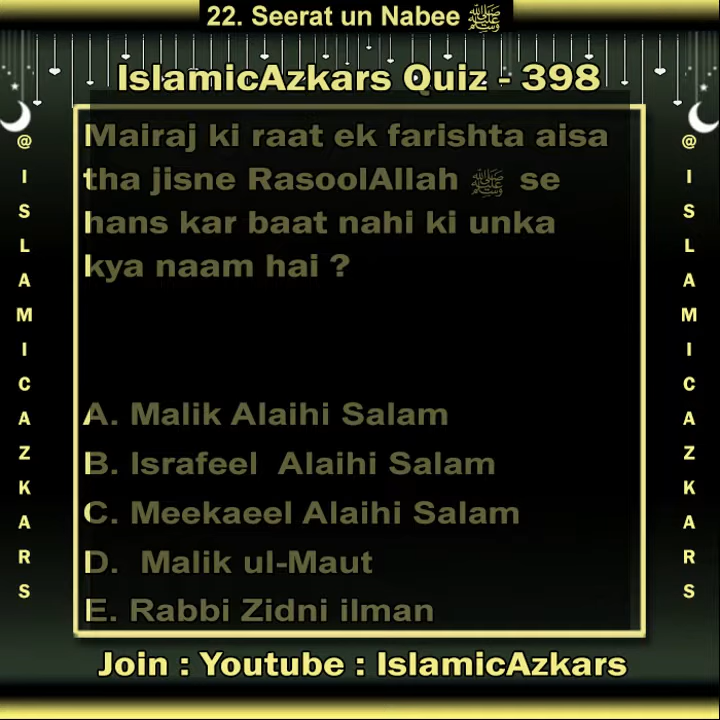 22. Seerat un Nabee ﷺ
IslamicAzkars Quiz - 398
Mairaj ki raat ek farishta aisa
tha jisne RasoolAllah ﷺ se
hans kar baat nahi ki unka
kya naam hai ?
A. Malik Alaihi Salam
B. Israfeel Alaihi Salam
C. Meekaeel Alaihi Salam
D. Malik ul-Maut
E. Rabbi Zidni ilman
@ISLAMICAZKARS
@ISLAMICAZKARS
Join : Youtube : IslamicAzkars